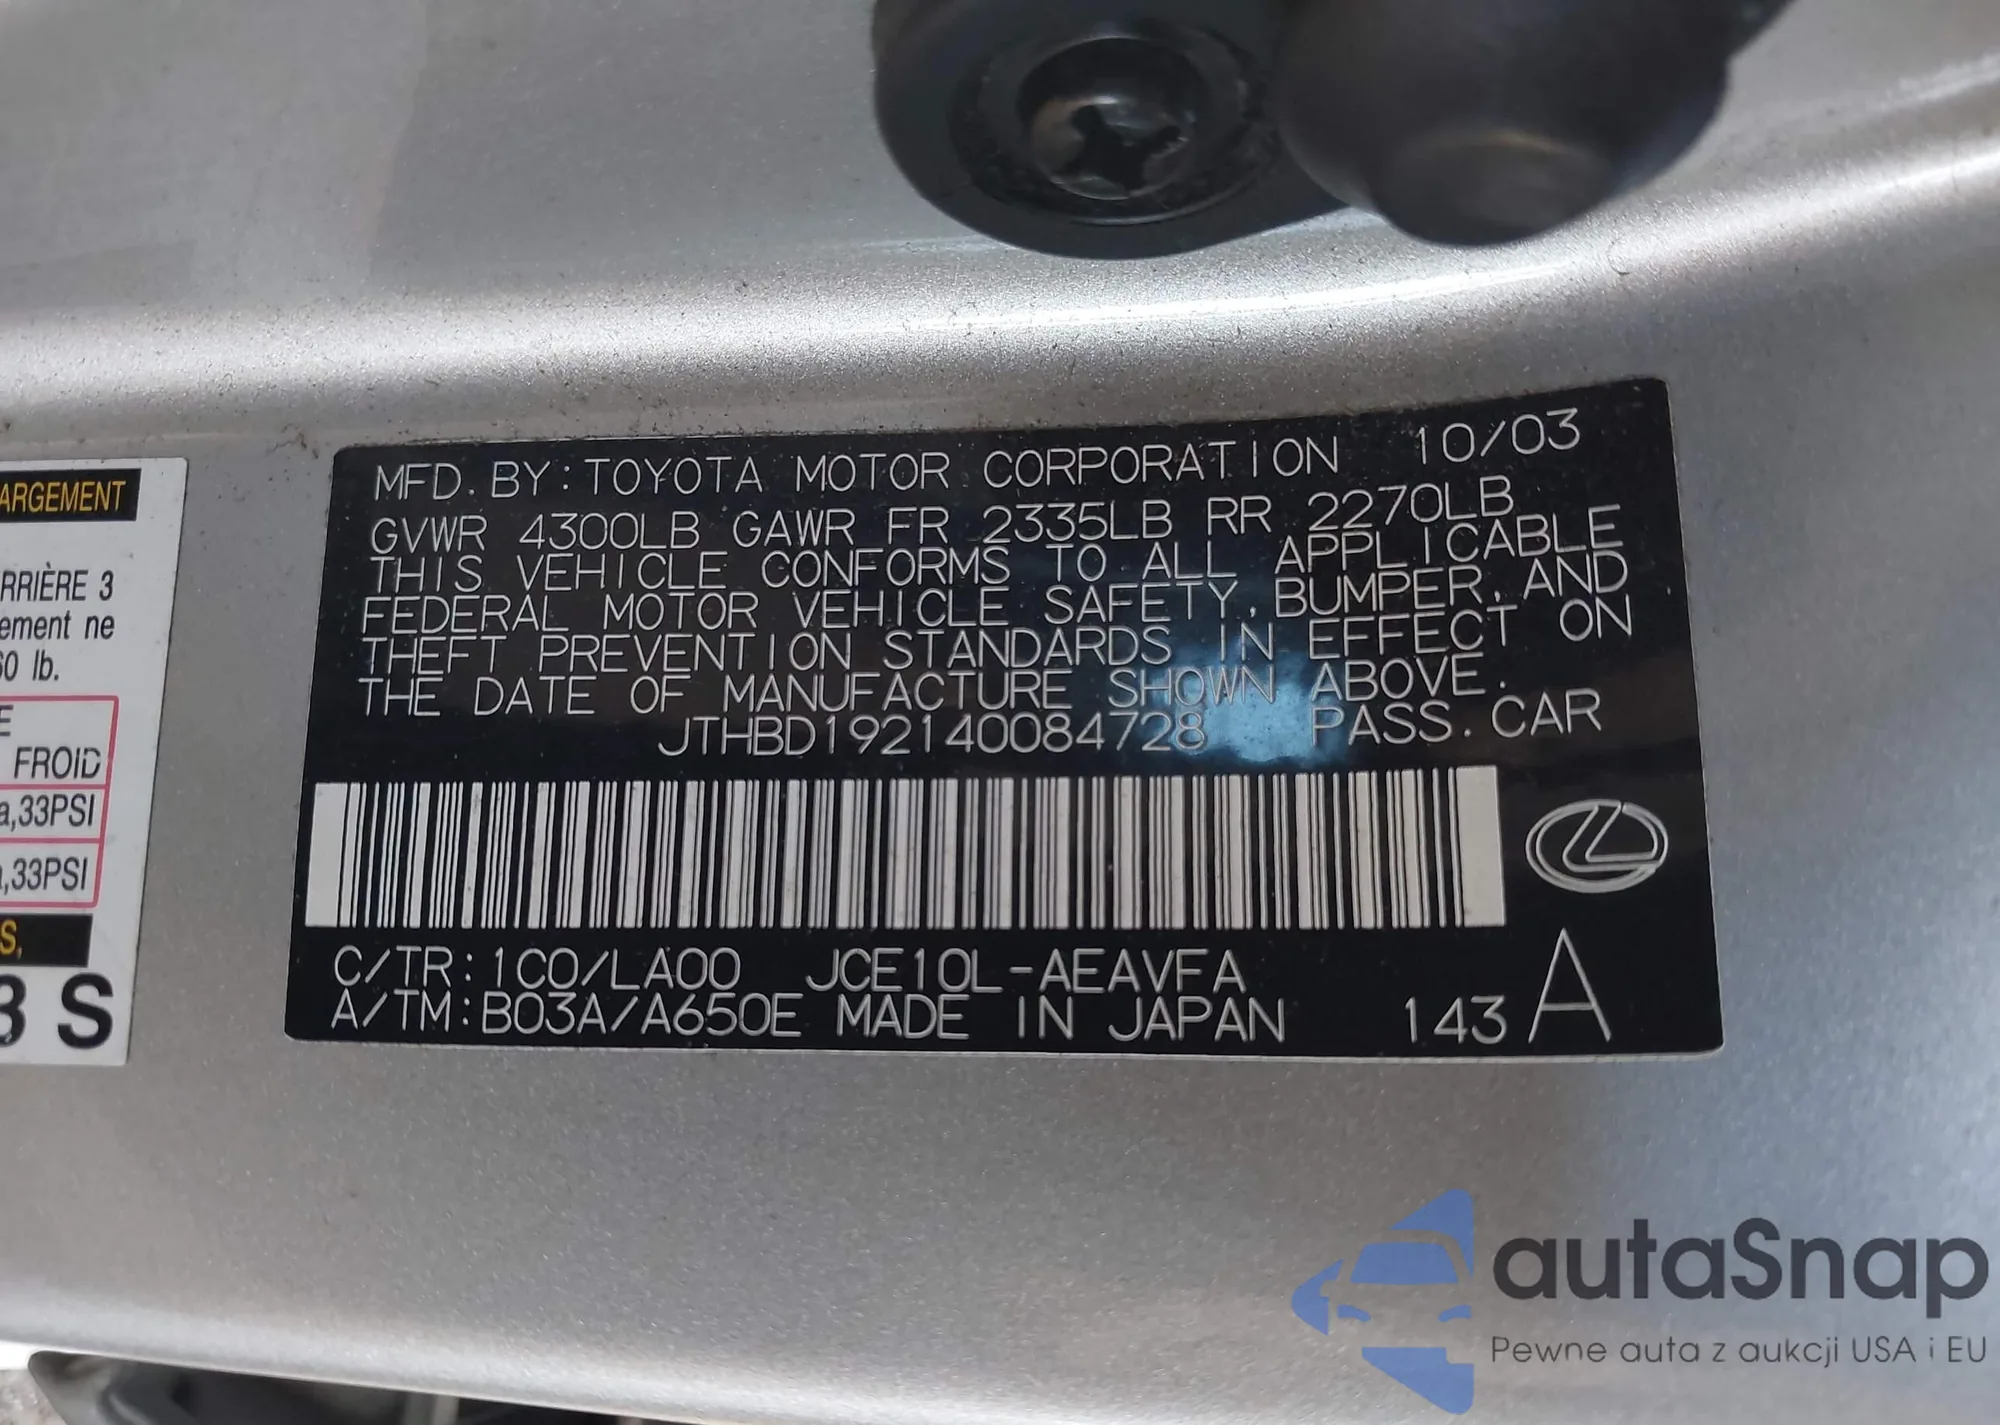 ARGEMENT
RRIÈRE 3
ement ne
60 lb.
E
FROID
a,33PSI
,33PSI
S,
3 S
MFD. BY: TOYOTA MOTOR CORPORATION 10/03
GVWR 4300LB GAWR FR 2335LB RR 2270LB
THIS VEHICLE CONFORMS TO ALL APPLICABLE
FEDERAL MOTOR VEHICLE SAFETY, BUMPER, AND
THEFT PREVENTION STANDARDS IN EFFECT ON
THE DATE OF MANUFACTURE SHOWN ABOVE.
JTHBD192140084728 PASS. CAR
C/TR: 1C0/LA00 JCE10L-AEAVFA
A/TM: B03A/A650E MADE IN JAPAN 143 A
autaSnap
Pewne auta z aukcji USA i EU